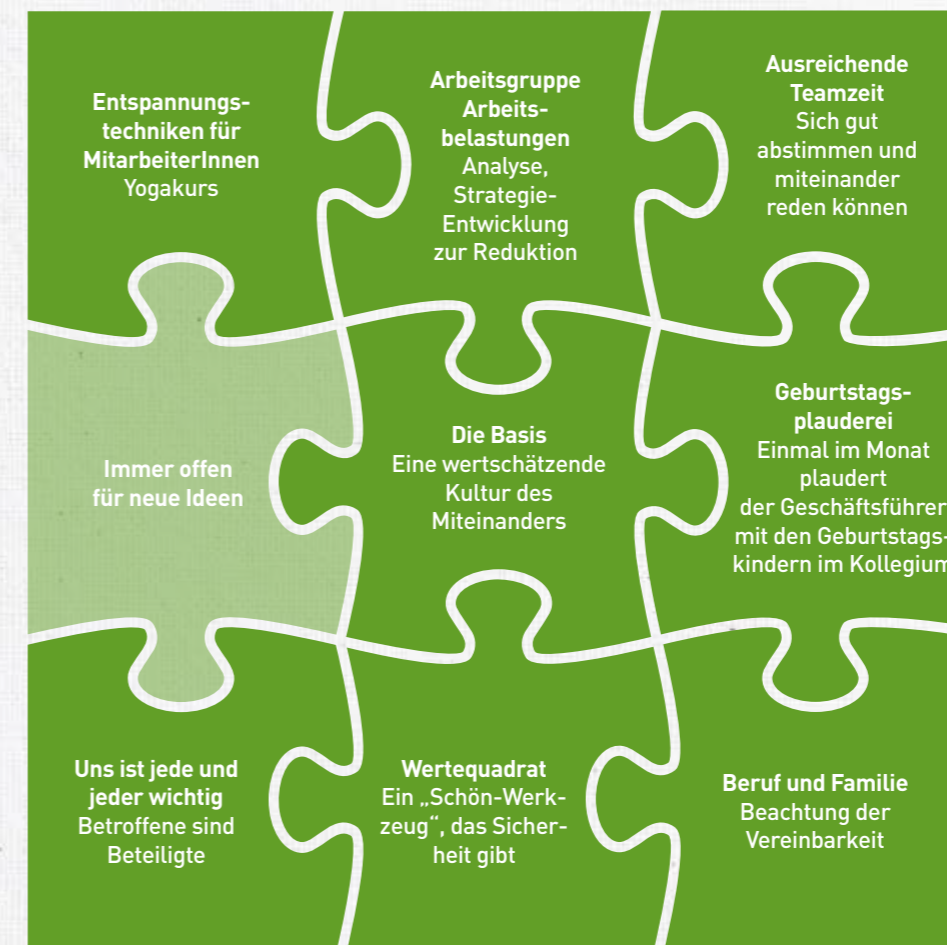 Entspannungs-
techniken für
MitarbeiterInnen
Yogakurs
Arbeitsgruppe
Arbeits-
belastungen
Analyse,
Strategie-
Entwicklung
zur Reduktion
Ausreichende
Teamzeit
Sich gut
abstimmen und
miteinander
reden können
Immer offen
für neue Ideen
Die Basis
Eine wertschätzende
Kultur des
Miteinanders
Geburtstags-
plauderei
Einmal im Monat
plaudert
der Geschäftsführer
mit den Geburtstags-
kindern im Kollegium
Uns ist jede und
jeder wichtig
Betroffene sind
Beteiligte
Wertequadrat
Ein „Schön-Werk-
zeug“, das Sicher-
heit gibt
Beruf und Familie
Beachtung der
Vereinbarkeit